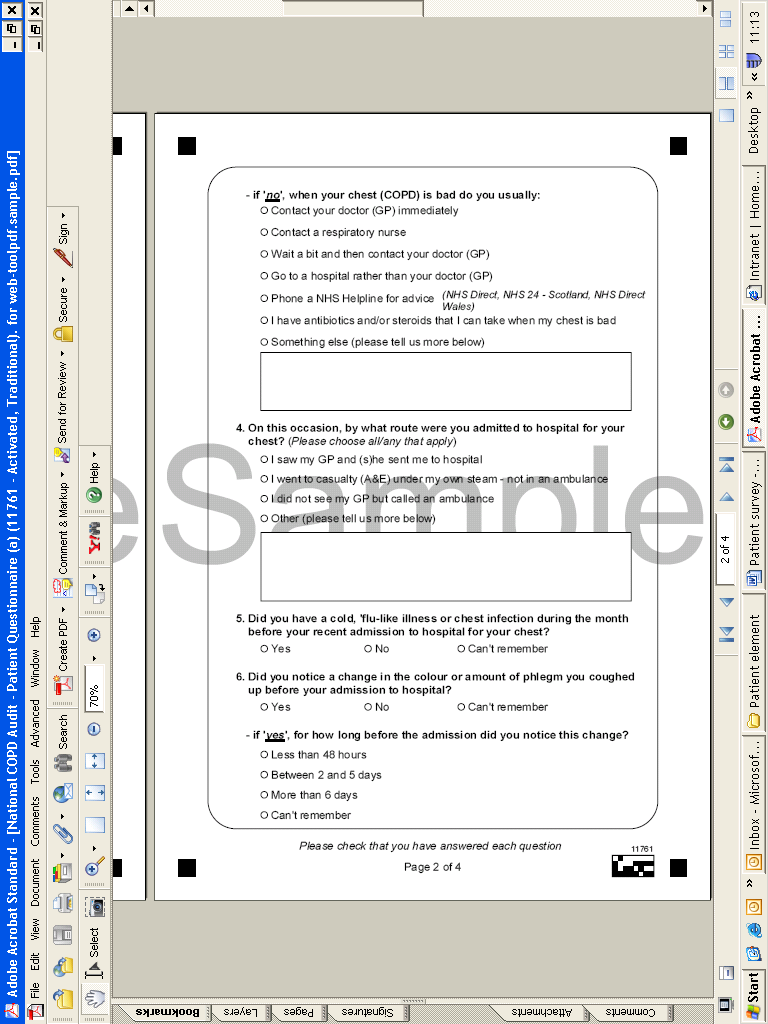 Adobe Acrobat Standard - [National COPD Audit - Patient Questionnaire (a) (11761 - Activated, Traditional). for web-toolpdf.sample.pdf]
File Edit View Document Comments Tools Advanced Window Help
Create PDF Comment & Markup Send for Review Secure Sign
Search
Select 70% Y! Help
Bookmarks Layers Pages Signatures Attachments Comments
eSample
- if 'no', when your chest (COPD) is bad do you usually:
Contact your doctor (GP) immediately
Contact a respiratory nurse
Wait a bit and then contact your doctor (GP)
Go to a hospital rather than your doctor (GP)
Phone a NHS Helpline for advice (NHS Direct, NHS 24 - Scotland, NHS Direct
Wales)
I have antibiotics and/or steroids that I can take when my chest is bad
Something else (please tell us more below)
4. On this occasion, by what route were you admitted to hospital for your
chest? (Please choose all/any that apply)
I saw my GP and (s)he sent me to hospital
I went to casualty (A&E) under my own steam - not in an ambulance
I did not see my GP but called an ambulance
Other (please tell us more below)
5. Did you have a cold, 'flu-like illness or chest infection during the month
before your recent admission to hospital for your chest?
Yes No Can't remember
6. Did you notice a change in the colour or amount of phlegm you coughed
up before your admission to hospital?
Yes No Can't remember
- if 'yes', for how long before the admission did you notice this change?
Less than 48 hours
Between 2 and 5 days
More than 6 days
Can't remember
Please check that you have answered each question
11761
Page 2 of 4
2 of 4
Start » Inbox - Microsof... Patient element Patient survey -... Adobe Acrobat ... Intranet | Home... Desktop » « 11:13